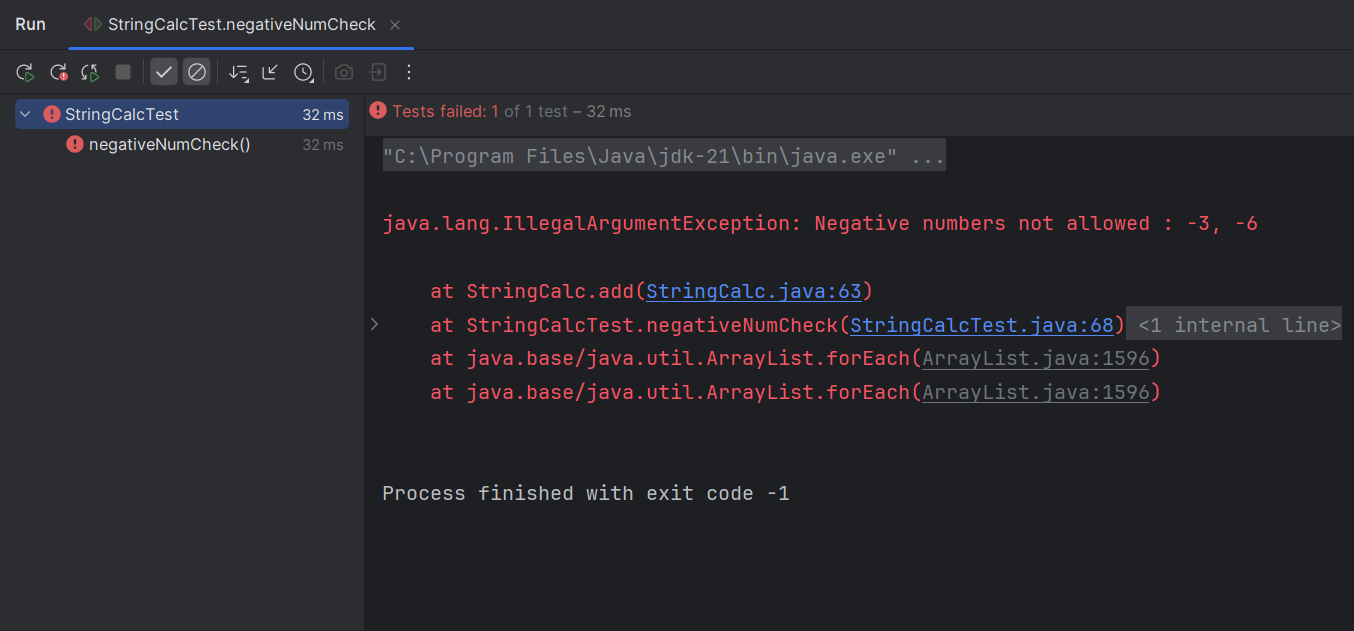 Run StringCalcTest.negativeNumCheck
StringCalcTest 32 ms
negativeNumCheck() 32 ms
Tests failed: 1 of 1 test – 32 ms
"C:\Program Files\Java\jdk-21\bin\java.exe" ...
java.lang.IllegalArgumentException: Negative numbers not allowed : -3, -6
at StringCalc.add(StringCalc.java:63)
at StringCalcTest.negativeNumCheck(StringCalcTest.java:68) <1 internal line>
at java.base/java.util.ArrayList.forEach(ArrayList.java:1596)
at java.base/java.util.ArrayList.forEach(ArrayList.java:1596)
Process finished with exit code -1